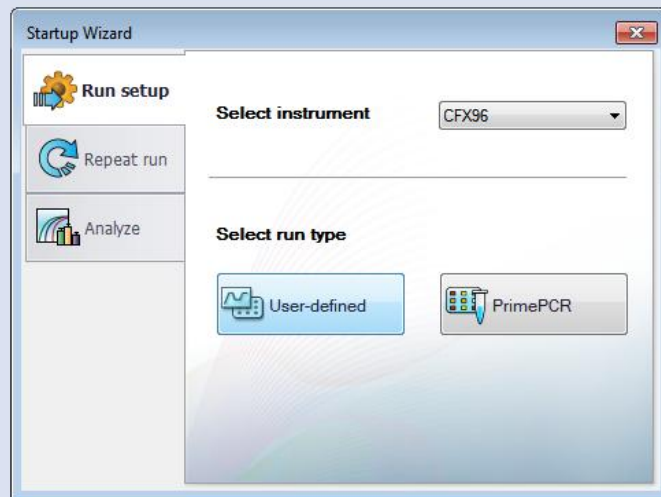 Startup Wizard
Run setup
Repeat run
Analyze
Select instrument
CFX96
Select run type
User-defined
PrimePCR